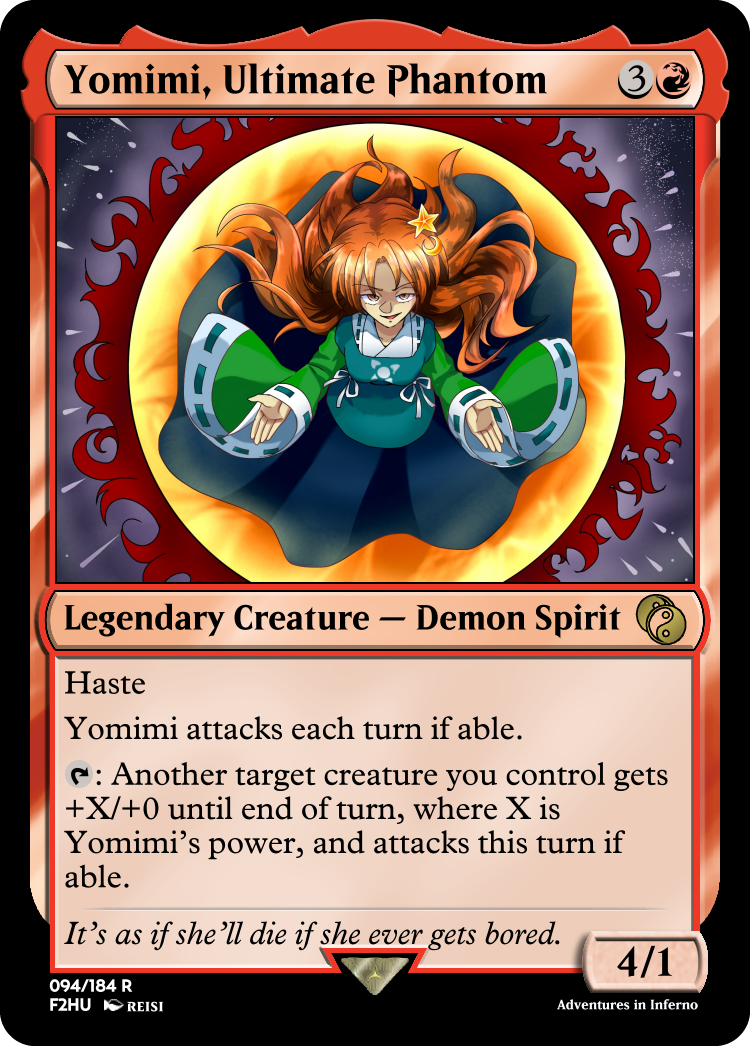 Yomimi, Ultimate Phantom 3
Legendary Creature — Demon Spirit
Haste
Yomimi attacks each turn if able.
: Another target creature you control gets
+X/+0 until end of turn, where X is
Yomimi's power, and attacks this turn if
able.
It's as if she'll die if she ever gets bored.
4/1
094/184 R
F2HU REISI
Adventures in Inferno